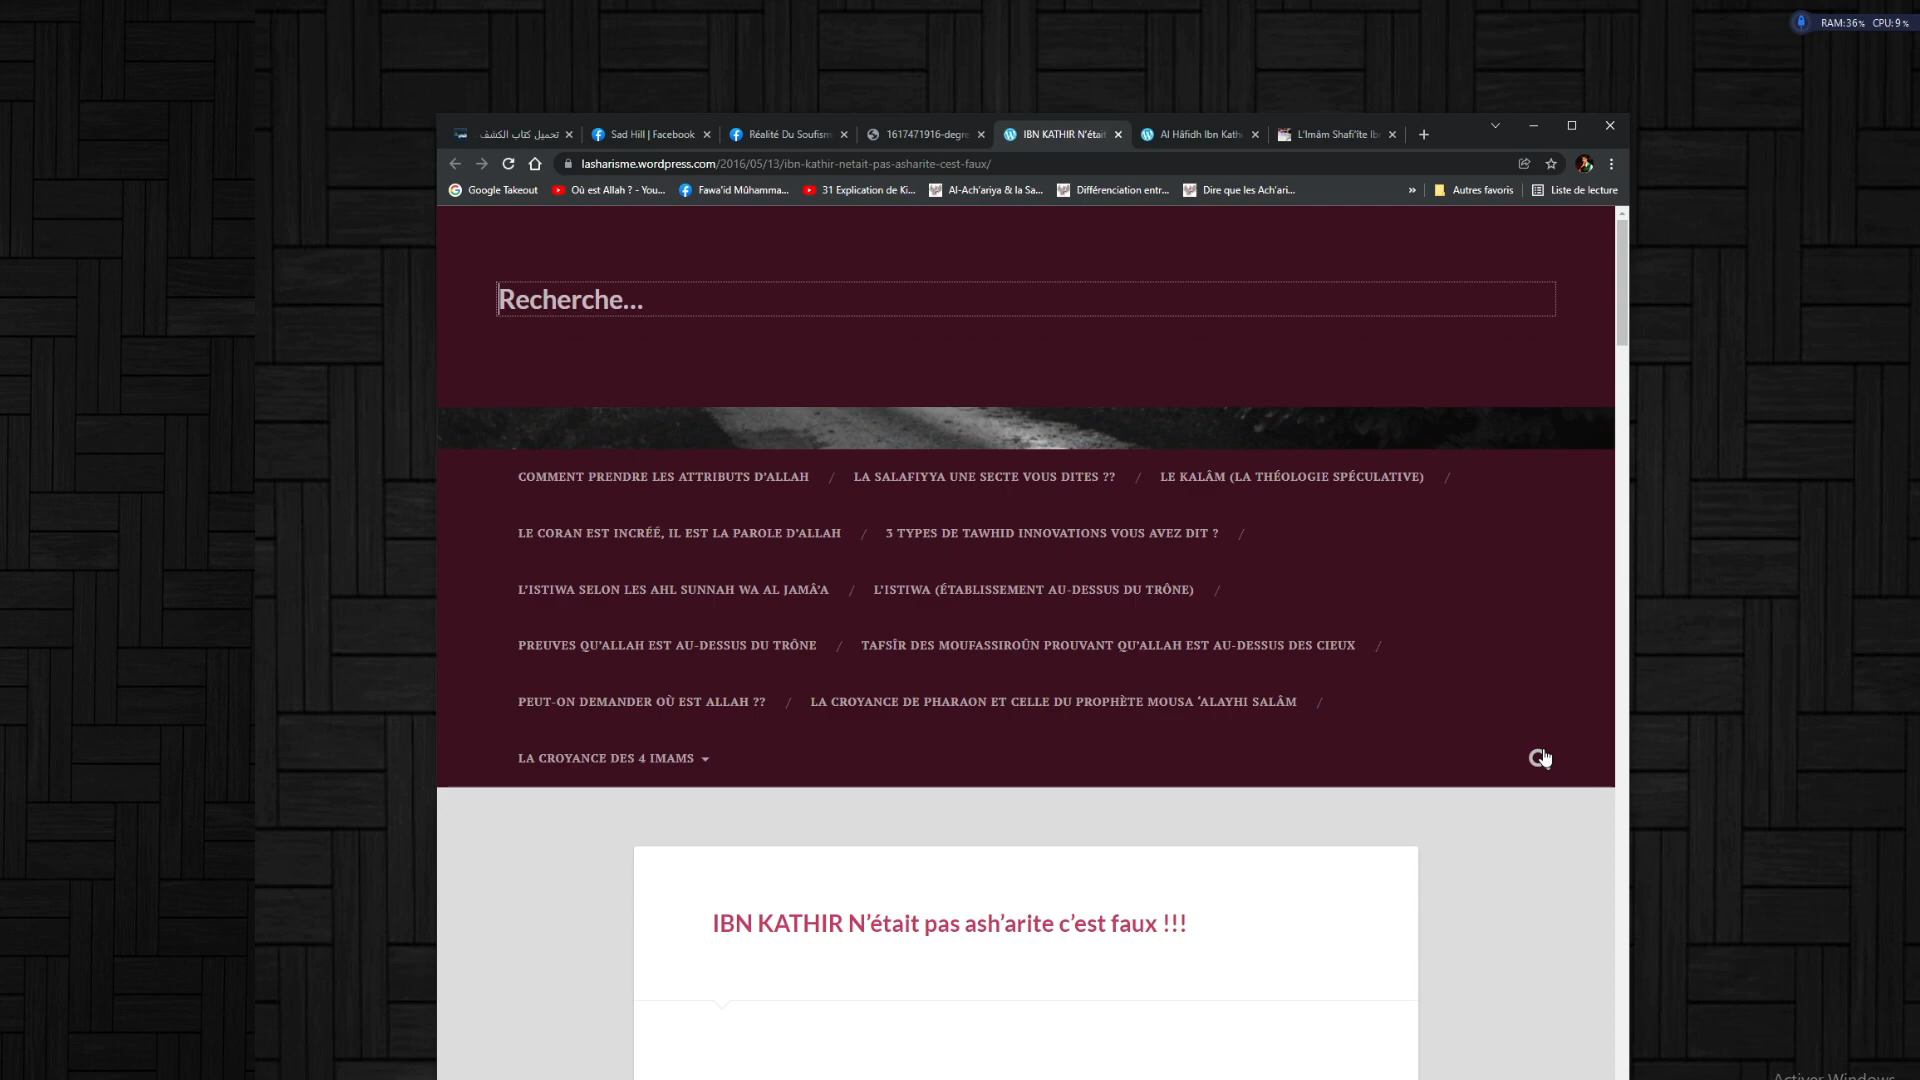 RAM:36% CPU:9%
تحميل كتاب الكشف
Sad Hill | Facebook
Réalité Du Soufism
1617471916-degre
IBN KATHIR N'étai
Al Hâfidh Ibn Kath
L'Imâm Shafi'îte Ib
lasharisme.wordpress.com/2016/05/13/ibn-kathir-netait-pas-asharite-cest-faux/
Google Takeout
Où est Allah ? - You...
Fawa'id Mûhamma...
31 Explication de Ki...
Al-Ach'ariya & la Sa...
Différenciation entr...
Dire que les Ach'ari...
»
Autres favoris
Liste de lecture
Recherche...
COMMENT PRENDRE LES ATTRIBUTS D'ALLAH / LA SALAFIYYA UNE SECTE VOUS DITES ?? / LE KALÂM (LA THÉOLOGIE SPÉCULATIVE) /
LE CORAN EST INCRÉÉ, IL EST LA PAROLE D'ALLAH / 3 TYPES DE TAWHID INNOVATIONS VOUS AVEZ DIT ? /
L'ISTIWA SELON LES AHL SUNNAH WA AL JAMÂ'A / L'ISTIWA (ÉTABLISSEMENT AU-DESSUS DU TRÔNE) /
PREUVES QU'ALLAH EST AU-DESSUS DU TRÔNE / TAFSÎR DES MOUFASSIROÛN PROUVANT QU'ALLAH EST AU-DESSUS DES CIEUX /
PEUT-ON DEMANDER OÙ EST ALLAH ?? / LA CROYANCE DE PHARAON ET CELLE DU PROPHÈTE MOUSA 'ALAYHI SALÂM /
LA CROYANCE DES 4 IMAMS
IBN KATHIR N'était pas ash'arite c'est faux !!!
Activer Windows